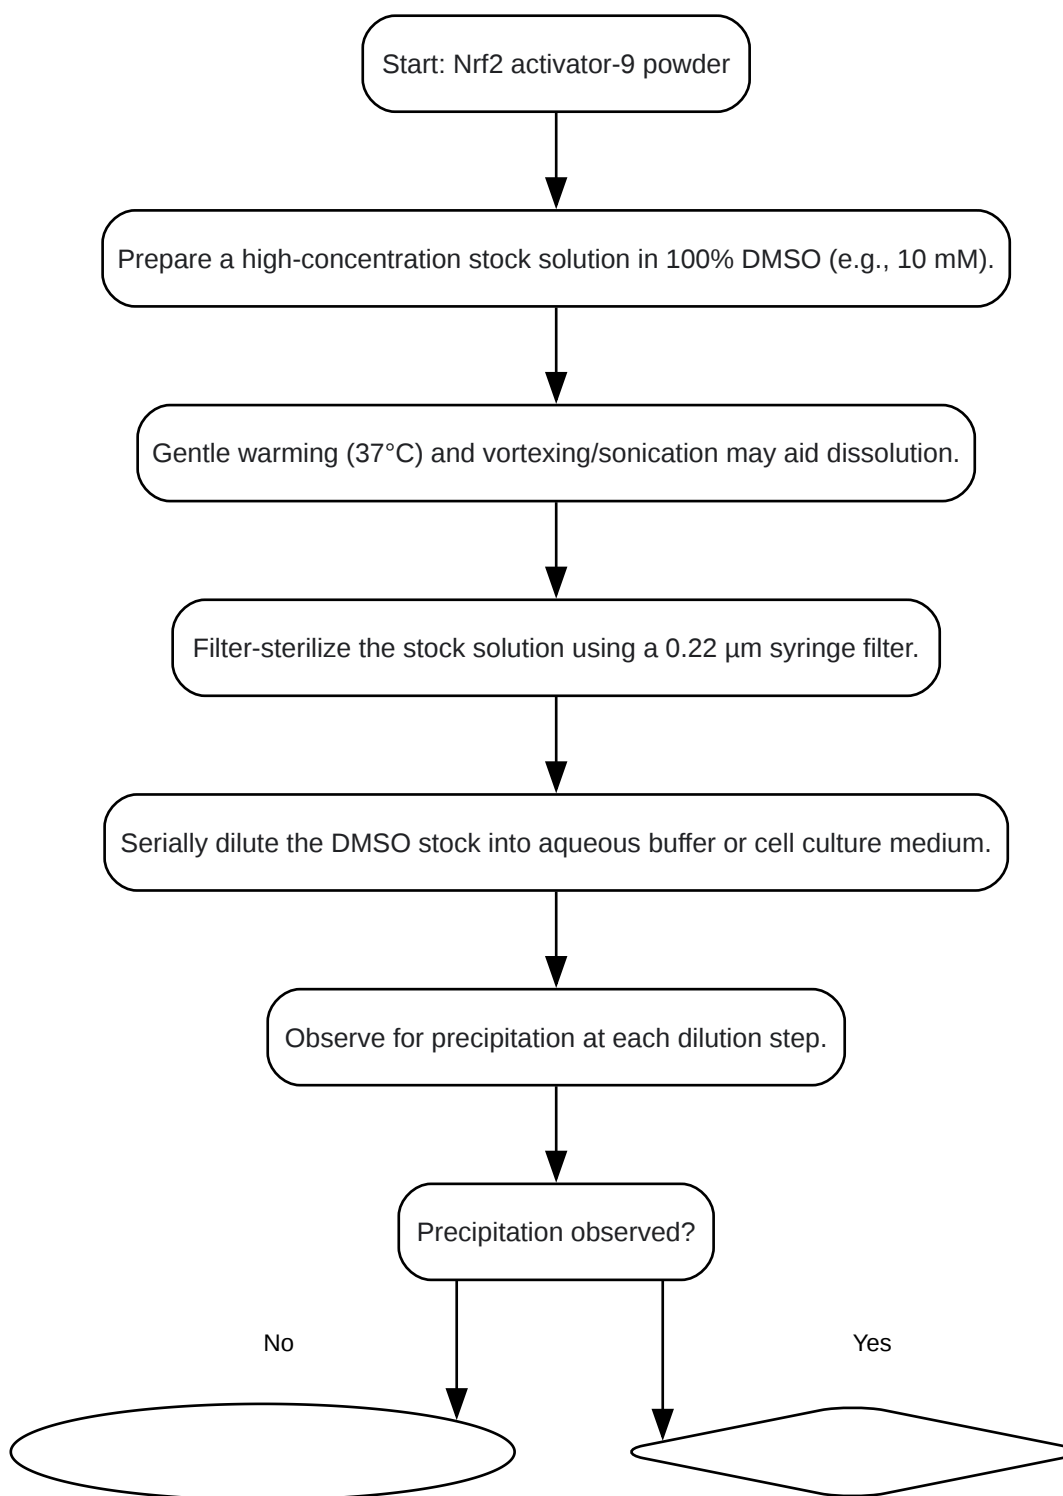 Start: Nrf2 activator-9 powder
Prepare a high-concentration stock solution in 100% DMSO (e.g., 10 mM).
Gentle warming (37°C) and vortexing/sonication may aid dissolution.
Filter-sterilize the stock solution using a 0.22 µm syringe filter.
Serially dilute the DMSO stock into aqueous buffer or cell culture medium.
Observe for precipitation at each dilution step.
Precipitation observed?
No
Yes